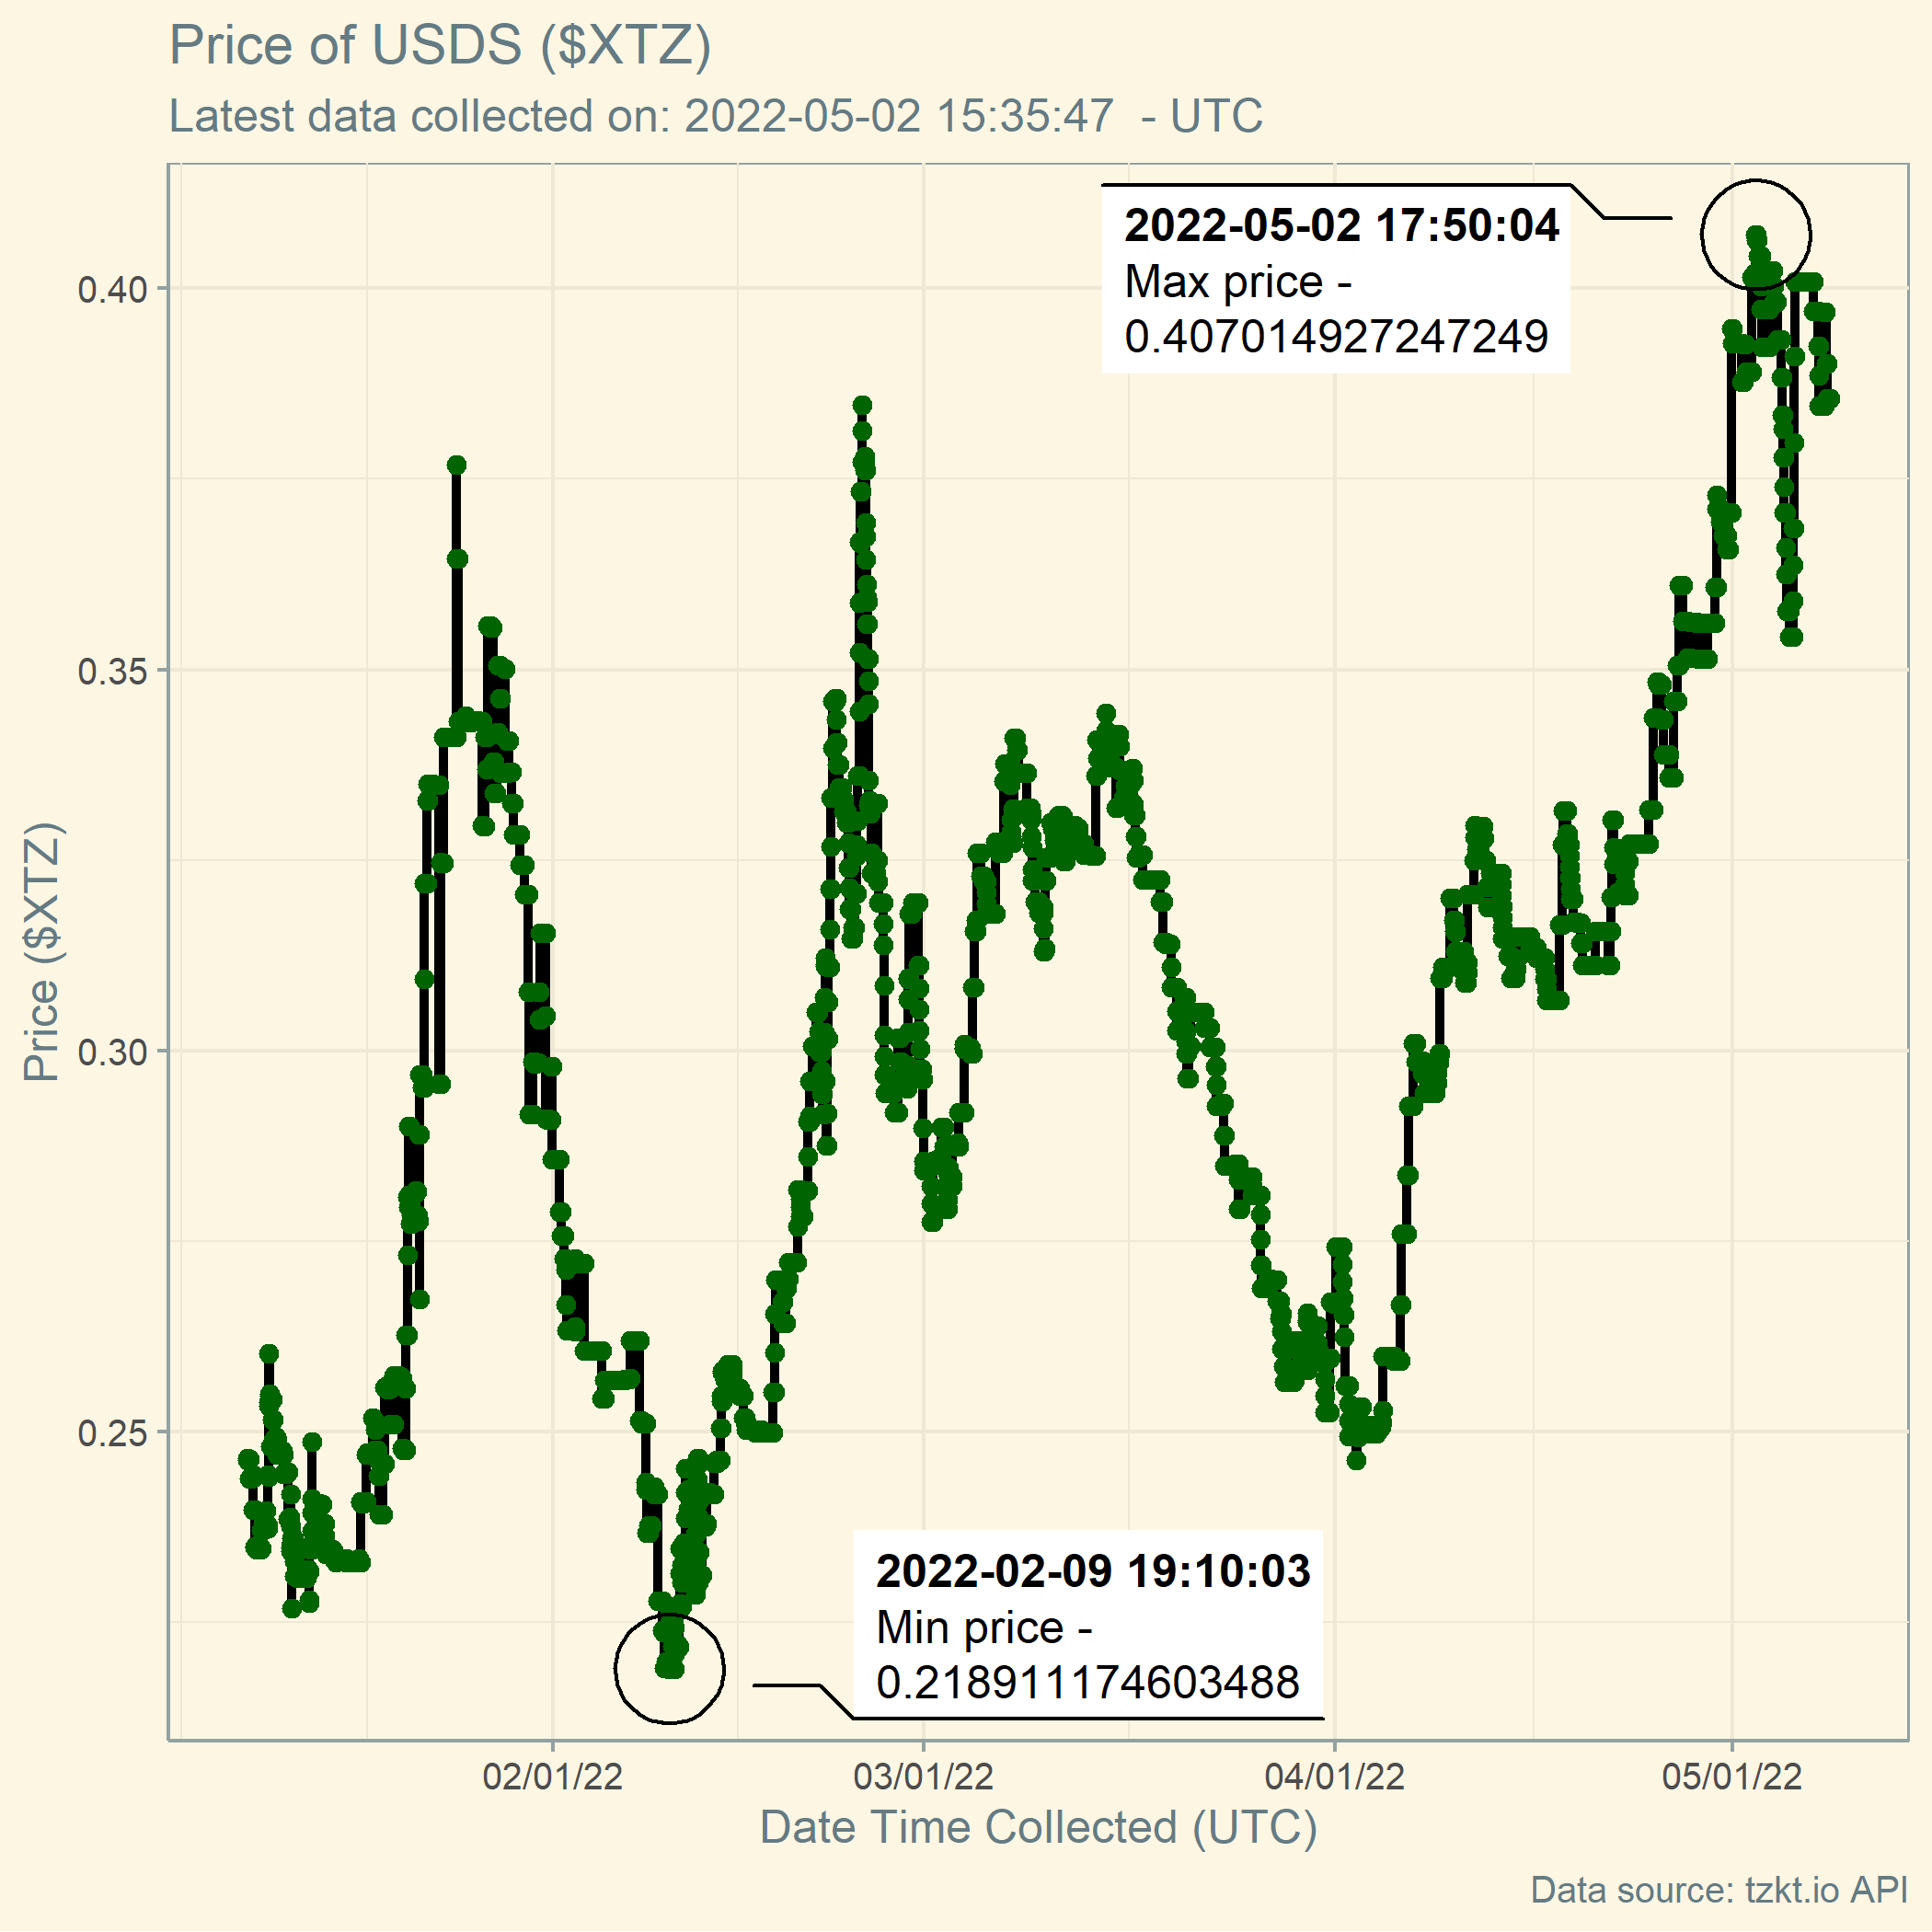 Price of USDS ($XTZ)
Latest data collected on: 2022-05-02 15:35:47  - UTC
2022-05-02 17:50:04
Max price -
0.407014927247249
0.40
0.35
0.30
0.25
Price ($XTZ)
2022-02-09 19:10:03
Min price -
0.218911174603488
02/01/22
03/01/22
04/01/22
05/01/22
Date Time Collected (UTC)
Data source: tzkt.io API